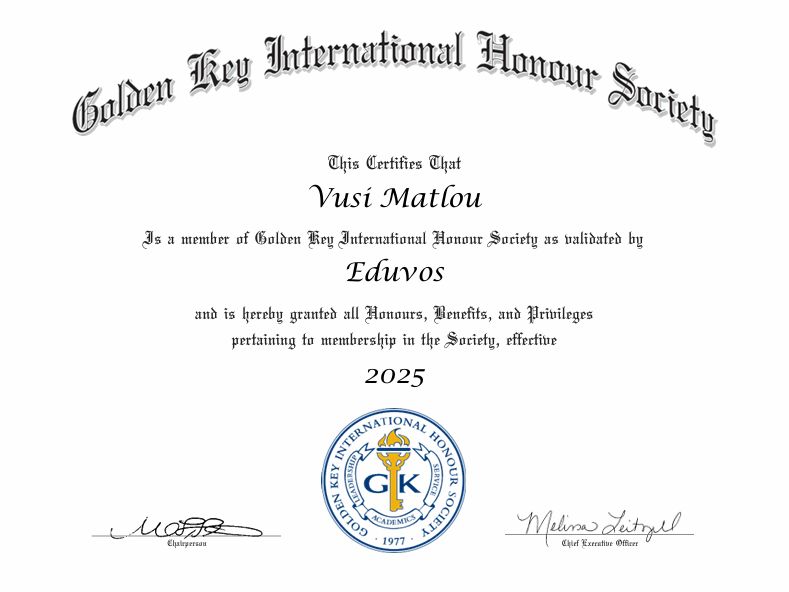 Golden Key International Honour Society
This Certifies That
Vusi Matlou
Is a member of Golden Key International Honour Society as validated by
Eduvos
and is hereby granted all Honours, Benefits, and Privileges
pertaining to membership in the Society, effective
2025
GOLDEN KEY INTERNATIONAL HONOUR SOCIETY
LEADERSHIP
SERVICE
GK
ACADEMICS
· 1977 ·
Melissa Leitzell
Chairperson
Chief Executive Officer